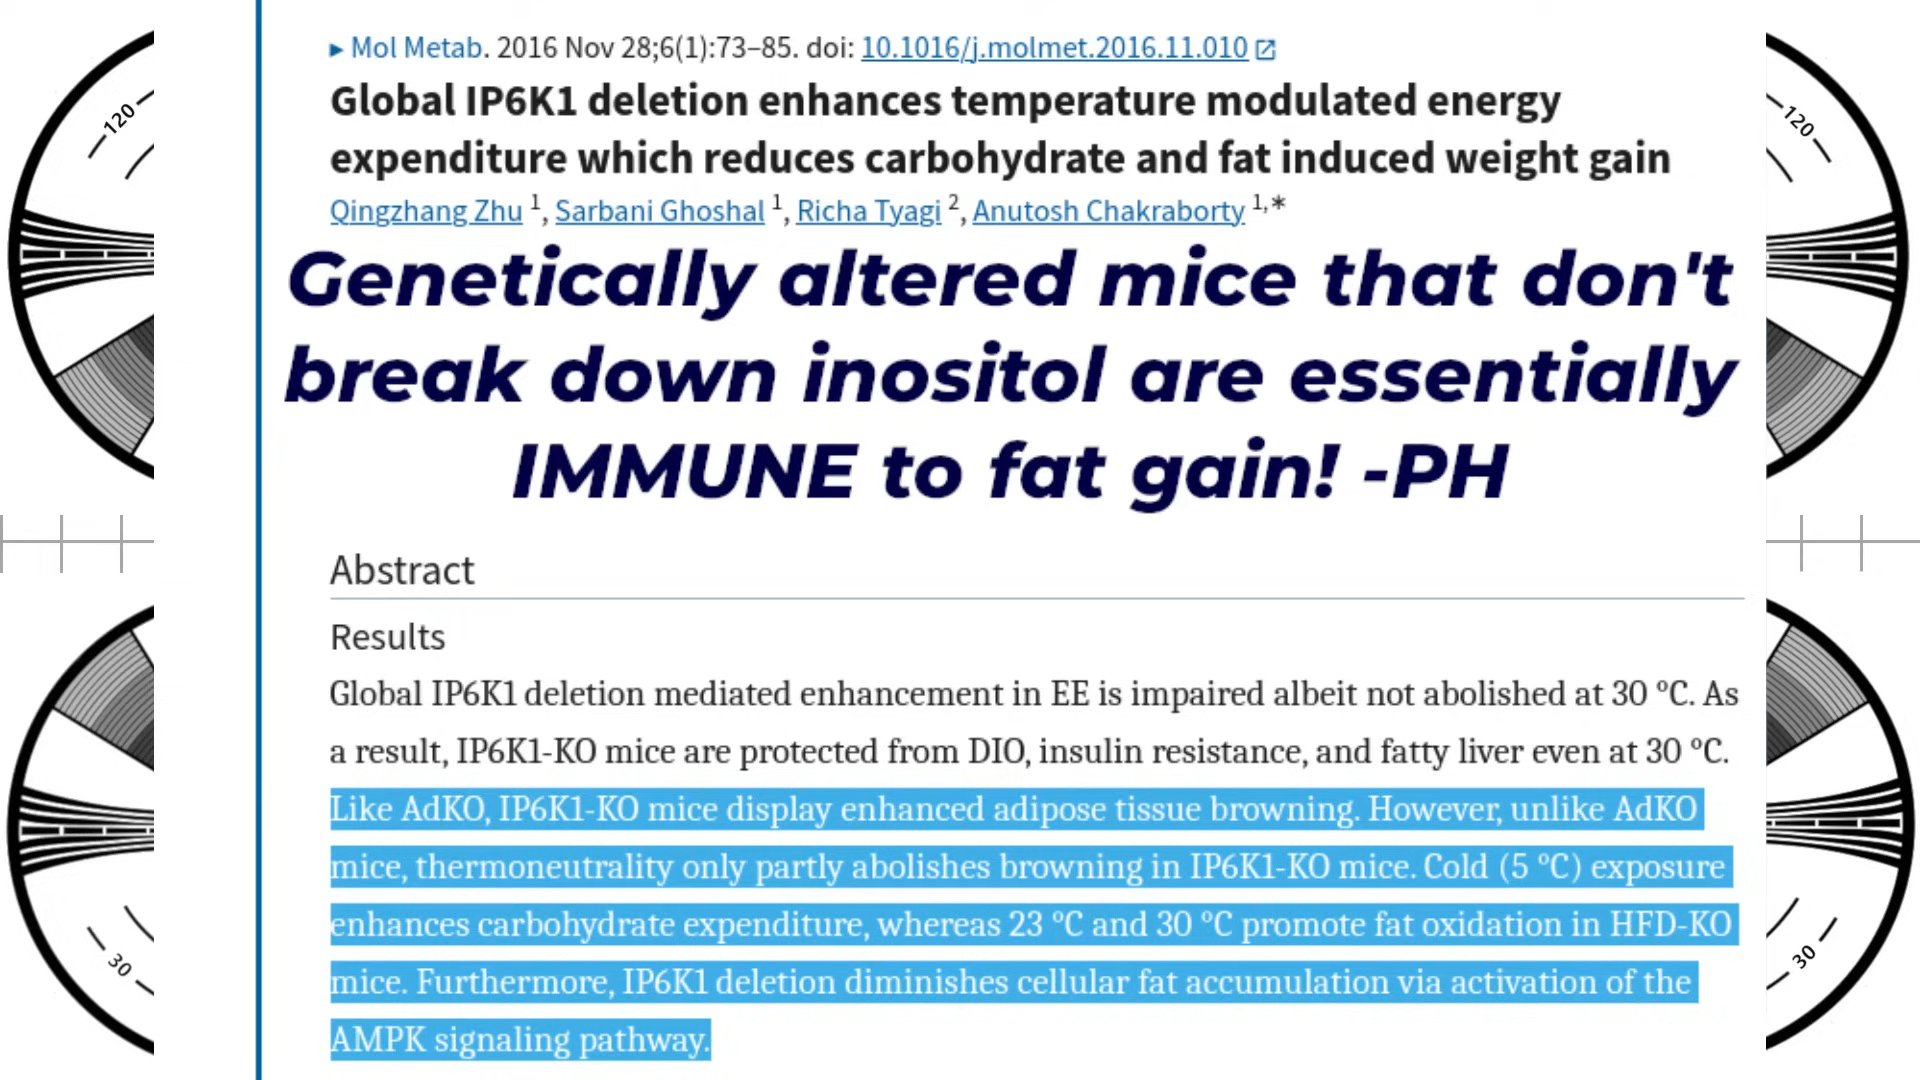 ▸ Mol Metab. 2016 Nov 28;6(1):73–85. doi: 10.1016/j.molmet.2016.11.010
Global IP6K1 deletion enhances temperature modulated energy
expenditure which reduces carbohydrate and fat induced weight gain
Qingzhang Zhu 1, Sarbani Ghoshal 1, Richa Tyagi 2, Anutosh Chakraborty 1,∗
Genetically altered mice that don't
break down inositol are essentially
IMMUNE to fat gain! -PH
Abstract
Results
Global IP6K1 deletion mediated enhancement in EE is impaired albeit not abolished at 30 °C. As
a result, IP6K1-KO mice are protected from DIO, insulin resistance, and fatty liver even at 30 °C.
Like AdKO, IP6K1-KO mice display enhanced adipose tissue browning. However, unlike AdKO
mice, thermoneutrality only partly abolishes browning in IP6K1-KO mice. Cold (5 °C) exposure
enhances carbohydrate expenditure, whereas 23 °C and 30 °C promote fat oxidation in HFD-KO
mice. Furthermore, IP6K1 deletion diminishes cellular fat accumulation via activation of the
AMPK signaling pathway.
120
120
30
30